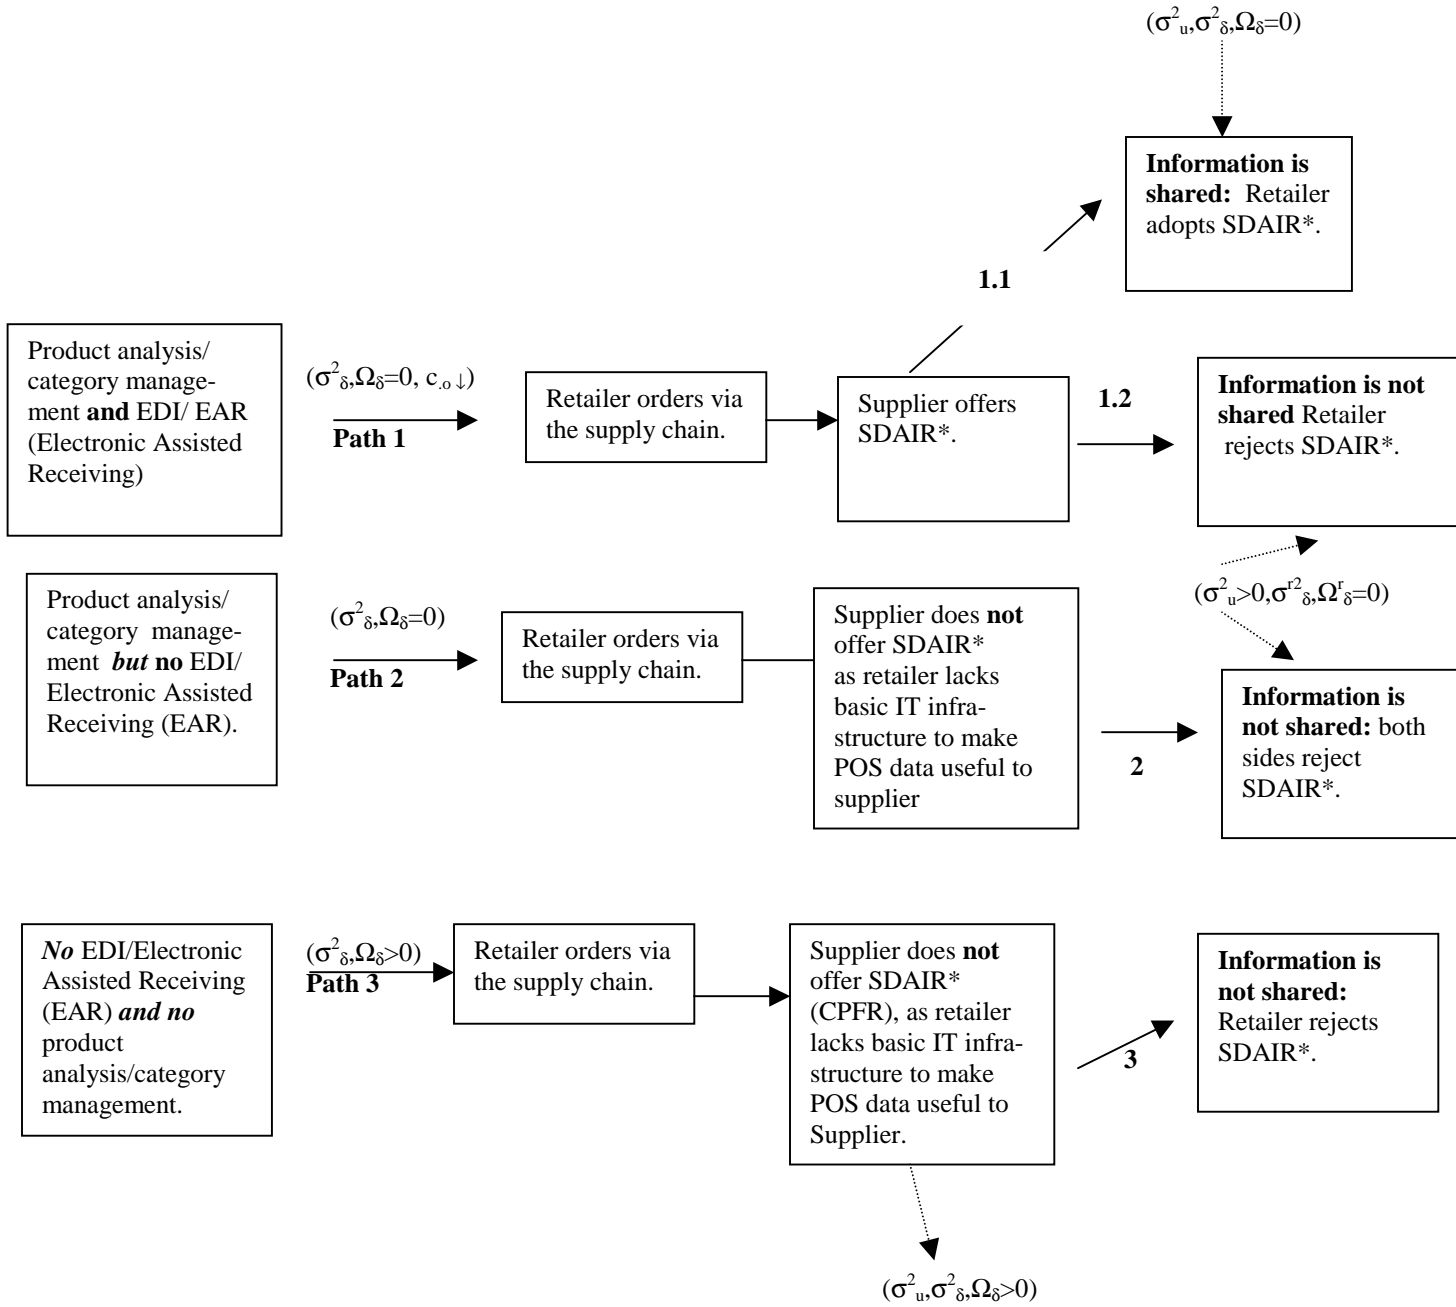 (σ²ᵤ,σ²δ,Ωδ=0)
Information is
shared: Retailer
adopts SDAIR*.
1.1
Product analysis/
category manage-
ment and EDI/ EAR
(Electronic Assisted
Receiving)
(σ²δ,Ωδ=0, c.o ↓)
Path 1
Retailer orders via
the supply chain.
Supplier offers
SDAIR*.
1.2
Information is not
shared Retailer
rejects SDAIR*.
(σ²ᵤ>0,σʳ²δ,Ωʳδ=0)
Product analysis/
category manage-
ment but no EDI/
Electronic Assisted
Receiving (EAR).
(σ²δ,Ωδ=0)
Path 2
Retailer orders via
the supply chain.
Supplier does not
offer SDAIR*
as retailer lacks
basic IT infra-
structure to make
POS data useful to
supplier
2
Information is
not shared: both
sides reject
SDAIR*.
No EDI/Electronic
Assisted Receiving
(EAR) and no
product
analysis/category
management.
(σ²δ,Ωδ>0)
Path 3
Retailer orders via
the supply chain.
Supplier does not
offer SDAIR*
(CPFR), as retailer
lacks basic IT infra-
structure to make
POS data useful to
Supplier.
3
Information is
not shared:
Retailer rejects
SDAIR*.
(σ²ᵤ,σ²δ,Ωδ>0)